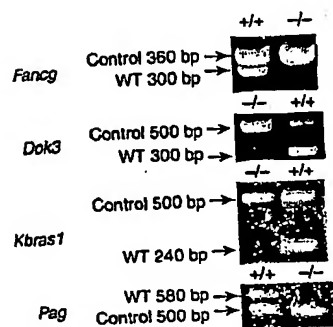 +/+ −/−
Control 360 bp →
Fancg WT 300 bp →
−/− +/+
Control 500 bp →
Dok3
WT 300 bp →
−/− +/+
Control 500 bp →
Kbras1
WT 240 bp →
+/+ −/−
WT 580 bp →
Pag Control 500 bp →